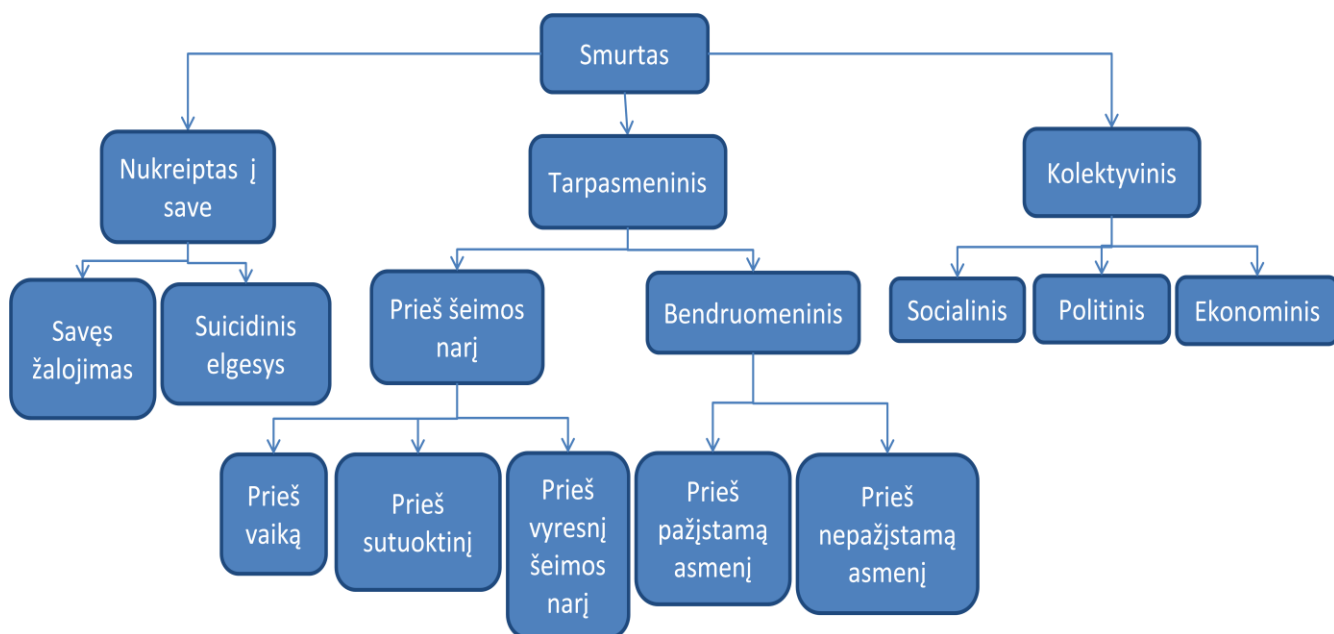 Smurtas
Nukreiptas į
save
Tarpasmeninis
Kolektyvinis
Savęs
žalojimas
Suicidinis
elgesys
Prieš šeimos
narį
Bendruomeninis
Socialinis
Politinis
Ekonominis
Prieš
vaiką
Prieš
sutuoktinį
Prieš
vyresnį
šeimos
narį
Prieš
pažįstamą
asmenį
Prieš
nepažįstamą
asmenį